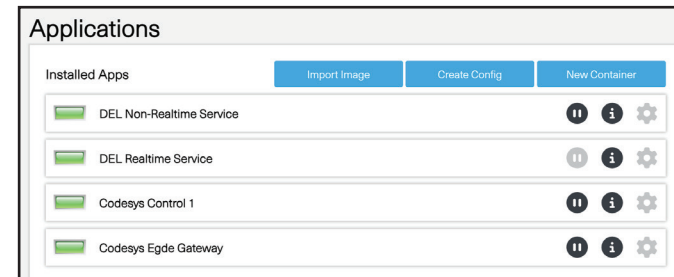 Applications
Installed Apps Import Image Create Config New Container
DEL Non-Realtime Service
DEL Realtime Service
Codesys Control 1
Codesys Egde Gateway